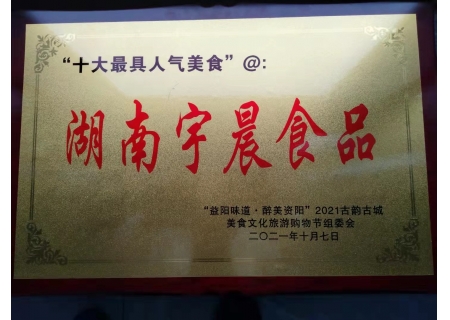 “十大最具人气美食”@:
湖南宇晨食品
“益阳味道·醉美资阳”2021古韵古城
美食文化旅游购物节组委会
二〇二一年十月七日